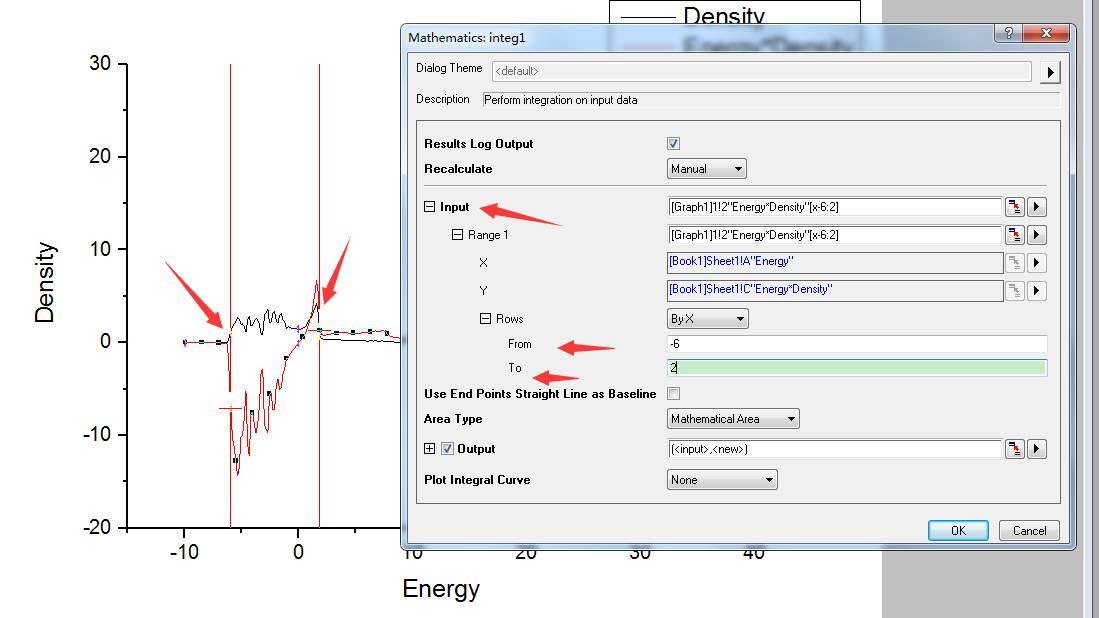 Density
Energy*Density
Mathematics: integ1
Dialog Theme <default>
Description Perform integration on input data
Results Log Output
Recalculate Manual
Input [Graph1]1!2"Energy*Density"[x-6:2]
Range 1 [Graph1]1!2"Energy*Density"[x-6:2]
X [Book1]Sheet1!A"Energy"
Y [Book1]Sheet1!C"Energy*Density"
Rows By X
From -6
To 2
Use End Points Straight Line as Baseline
Area Type Mathematical Area
Output (<input>,<new>)
Plot Integral Curve None
OK Cancel
30
20
10
0
-10
-20
Density
-10 0 10 20 30 40
Energy